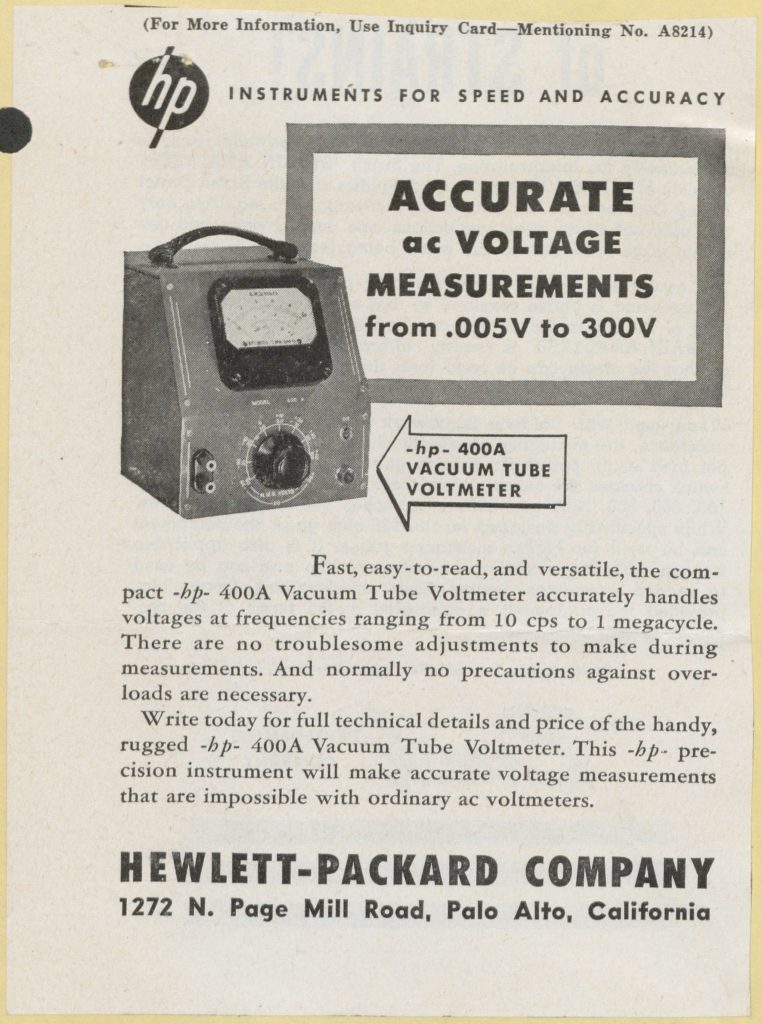 (For More Information, Use Inquiry Card—Mentioning No. A8214)
hp
INSTRUMENTS FOR SPEED AND ACCURACY
ACCURATE
ac VOLTAGE
MEASUREMENTS
from .005V to 300V
MODEL 400 A
R.M.S. VOLTS
-hp- 400A
VACUUM TUBE
VOLTMETER
Fast, easy-to-read, and versatile, the com-
pact -hp- 400A Vacuum Tube Voltmeter accurately handles
voltages at frequencies ranging from 10 cps to 1 megacycle.
There are no troublesome adjustments to make during
measurements. And normally no precautions against over-
loads are necessary.
Write today for full technical details and price of the handy,
rugged -hp- 400A Vacuum Tube Voltmeter. This -hp- pre-
cision instrument will make accurate voltage measurements
that are impossible with ordinary ac voltmeters.
HEWLETT-PACKARD COMPANY
1272 N. Page Mill Road, Palo Alto, California